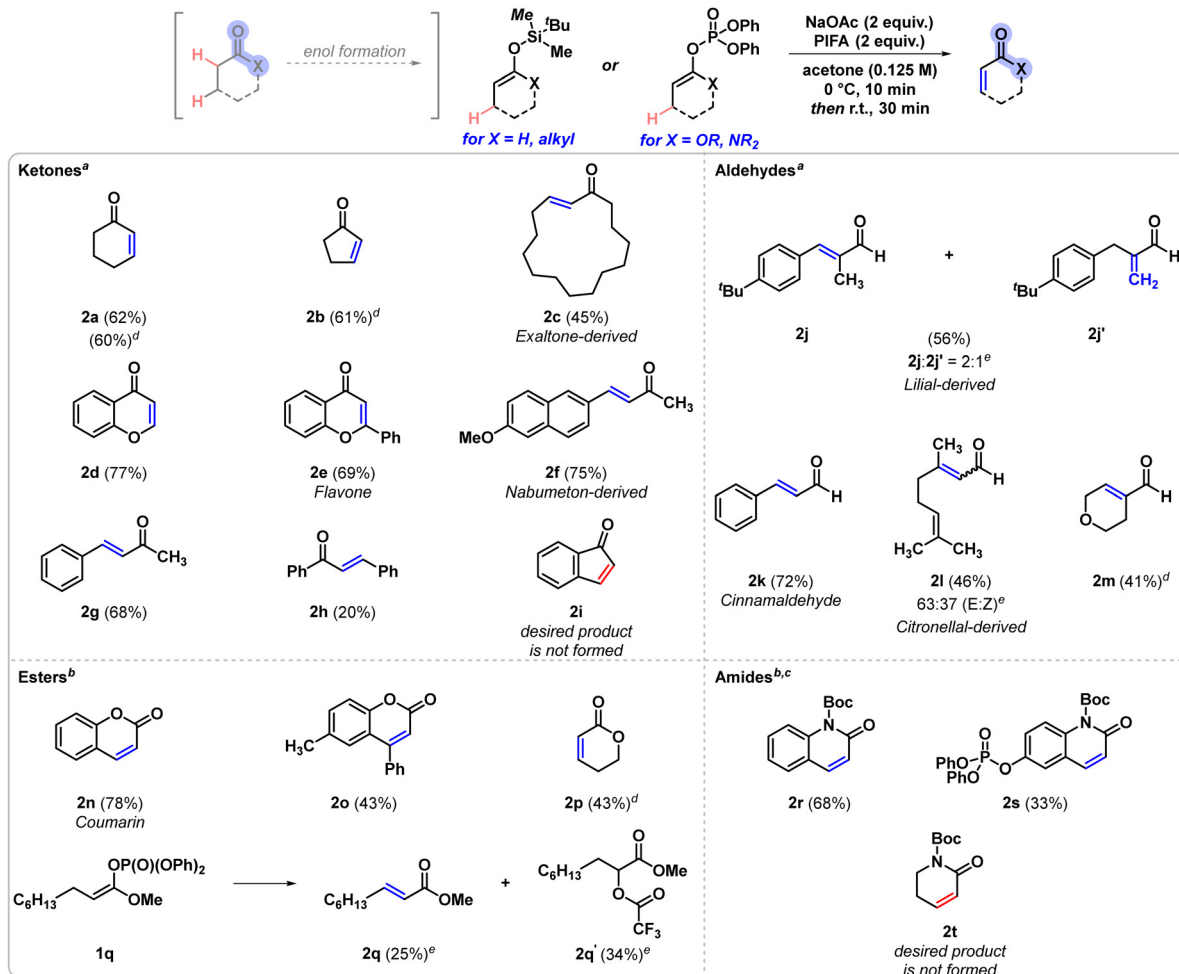 O
H
H
X
enol formation
Me
tBu
O Si
Me
X
H
for X = H, alkyl
or
O
O P OPh
OPh
X
H
for X = OR, NR2
NaOAc (2 equiv.)
PIFA (2 equiv.)
acetone (0.125 M)
0 °C, 10 min
then r.t., 30 min
O
X
Ketonesa
O
2a (62%)
(60%)d
O
2b (61%)d
O
2c (45%)
Exaltone-derived
O
O
2d (77%)
O
O Ph
2e (69%)
Flavone
O
CH3
MeO
2f (75%)
Nabumeton-derived
O
CH3
2g (68%)
O
Ph Ph
2h (20%)
O
2i
desired product
is not formed
Aldehydesa
O
H
CH3
tBu
2j
+
O
H
CH2
tBu
2j'
(56%)
2j:2j' = 2:1e
Lilial-derived
O
H
2k (72%)
Cinnamaldehyde
CH3 O
H
H3C CH3
2l (46%)
63:37 (E:Z)e
Citronellal-derived
O
H
O
2m (41%)d
Estersb
O O
2n (78%)
Coumarin
O O
H3C
Ph
2o (43%)
O
O
2p (43%)d
OP(O)(OPh)2
C6H13 OMe
1q
O
C6H13 OMe
2q (25%)e
+
O
C6H13 OMe
O O
CF3
2q' (34%)e
Amidesb,c
Boc
N O
2r (68%)
Boc
N O
O
PhO P O
PhO
2s (33%)
Boc
N O
2t
desired product
is not formed